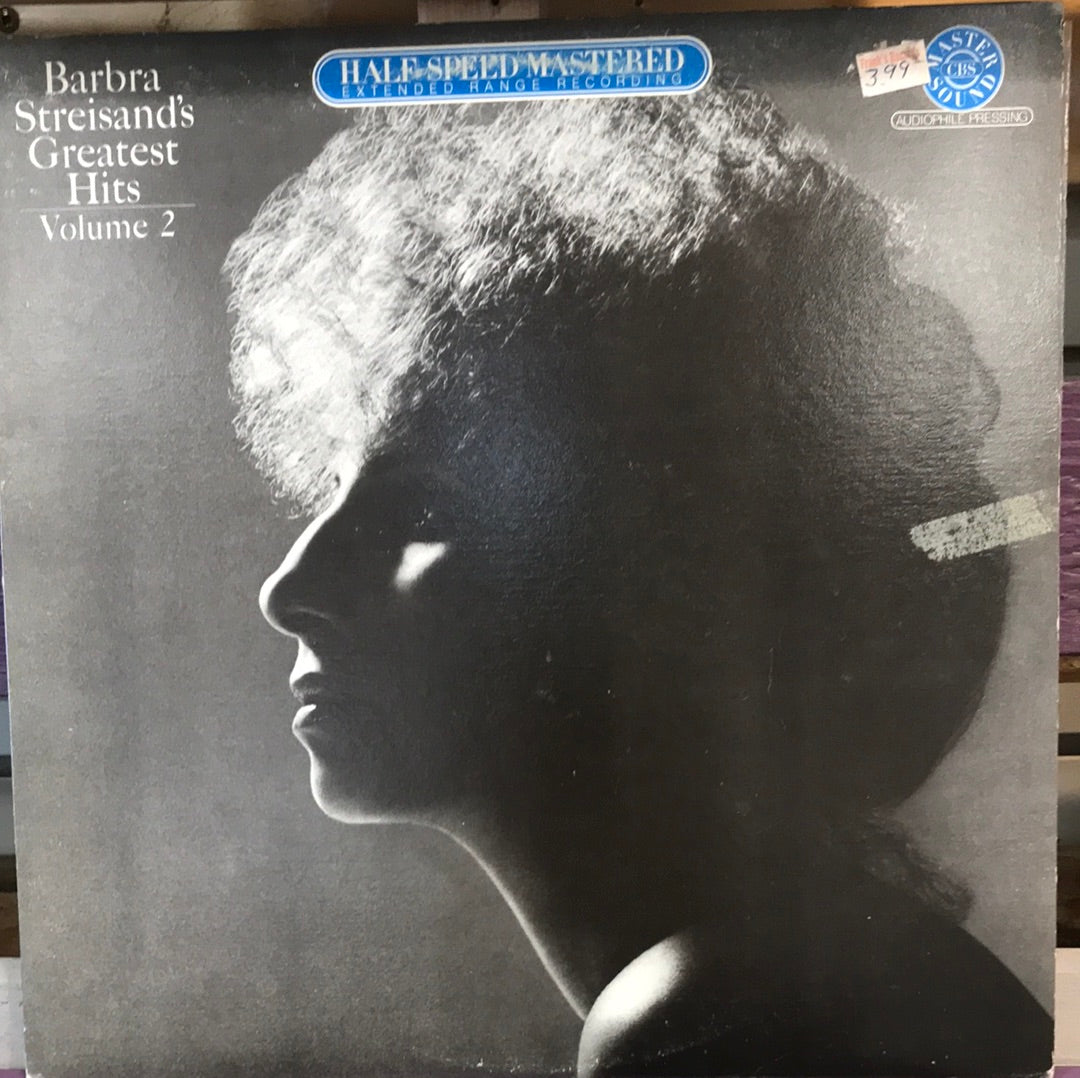 Barbra
Streisand's
Greatest
Hits
Volume 2
HALF-SPEED MASTERED
EXTENDED RANGE RECORDING
3.99
MASTER
CBS
SOUND
AUDIOPHILE PRESSING